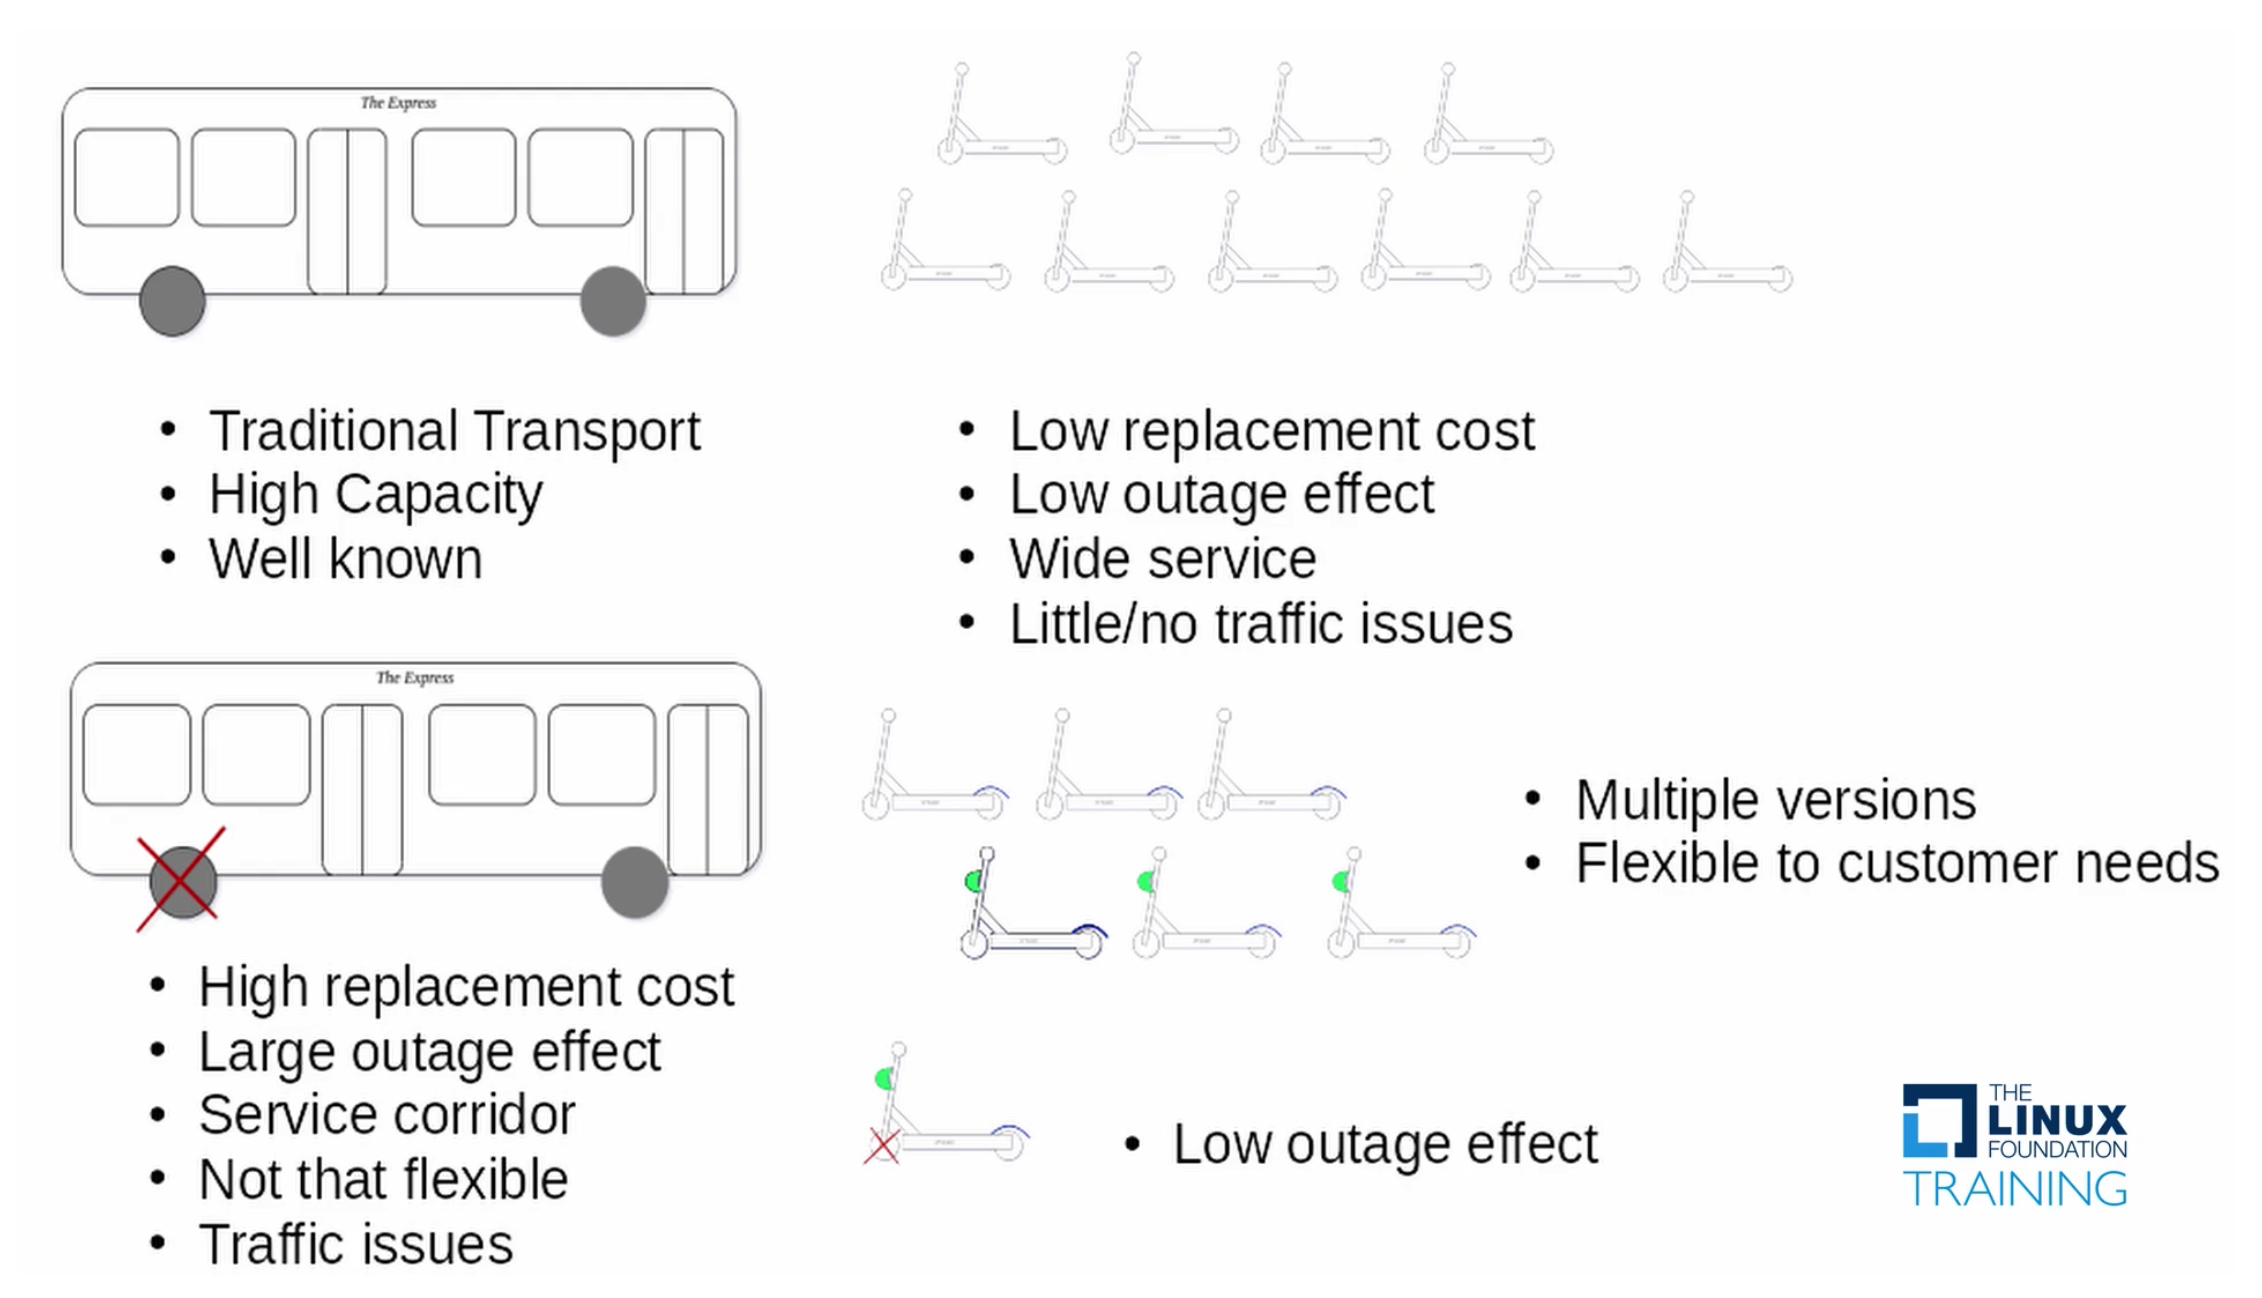 The Express
• Traditional Transport
• High Capacity
• Well known
• Low replacement cost
• Low outage effect
• Wide service
• Little/no traffic issues
The Express
• High replacement cost
• Large outage effect
• Service corridor
• Not that flexible
• Traffic issues
• Multiple versions
• Flexible to customer needs
• Low outage effect
THE
LINUX
FOUNDATION
TRAINING